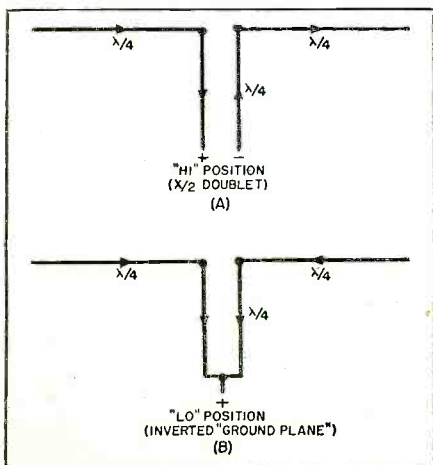 λ/4 λ/4
λ/4
+ −
"HI" POSITION
(λ/2 DOUBLET)
(A)
λ/4 λ/4
λ/4
+
"LO" POSITION
(INVERTED "GROUND PLANE")
(B)